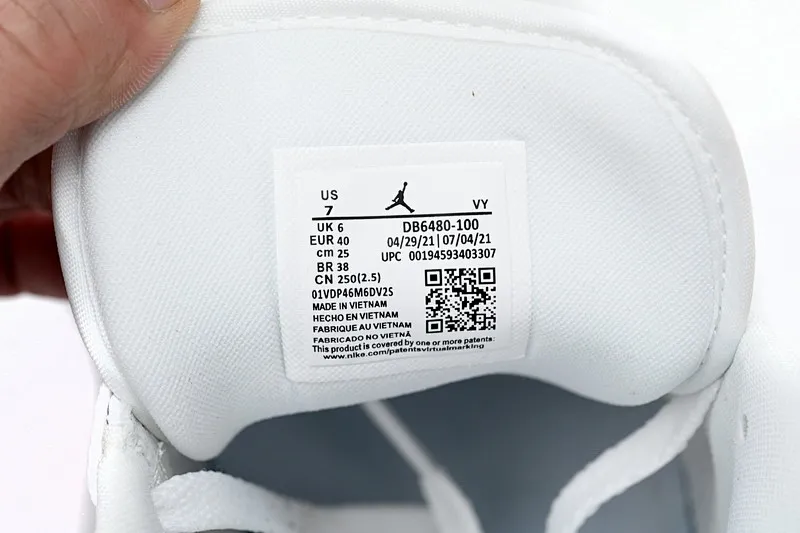 US
7 VY
UK 6 DB6480-100
EUR 40 04/29/21 | 07/04/21
cm 25 UPC 00194593403307
BR 38
CN 250(2.5)
01VDP46M6DV2S
MADE IN VIETNAM
HECHO EN VIETNAM
FABRIQUE AU VIETNAM
FABRICADO NO VIETNÃ
This product is covered by one or more patents:
www.nike.com/patentsvirtualmarking